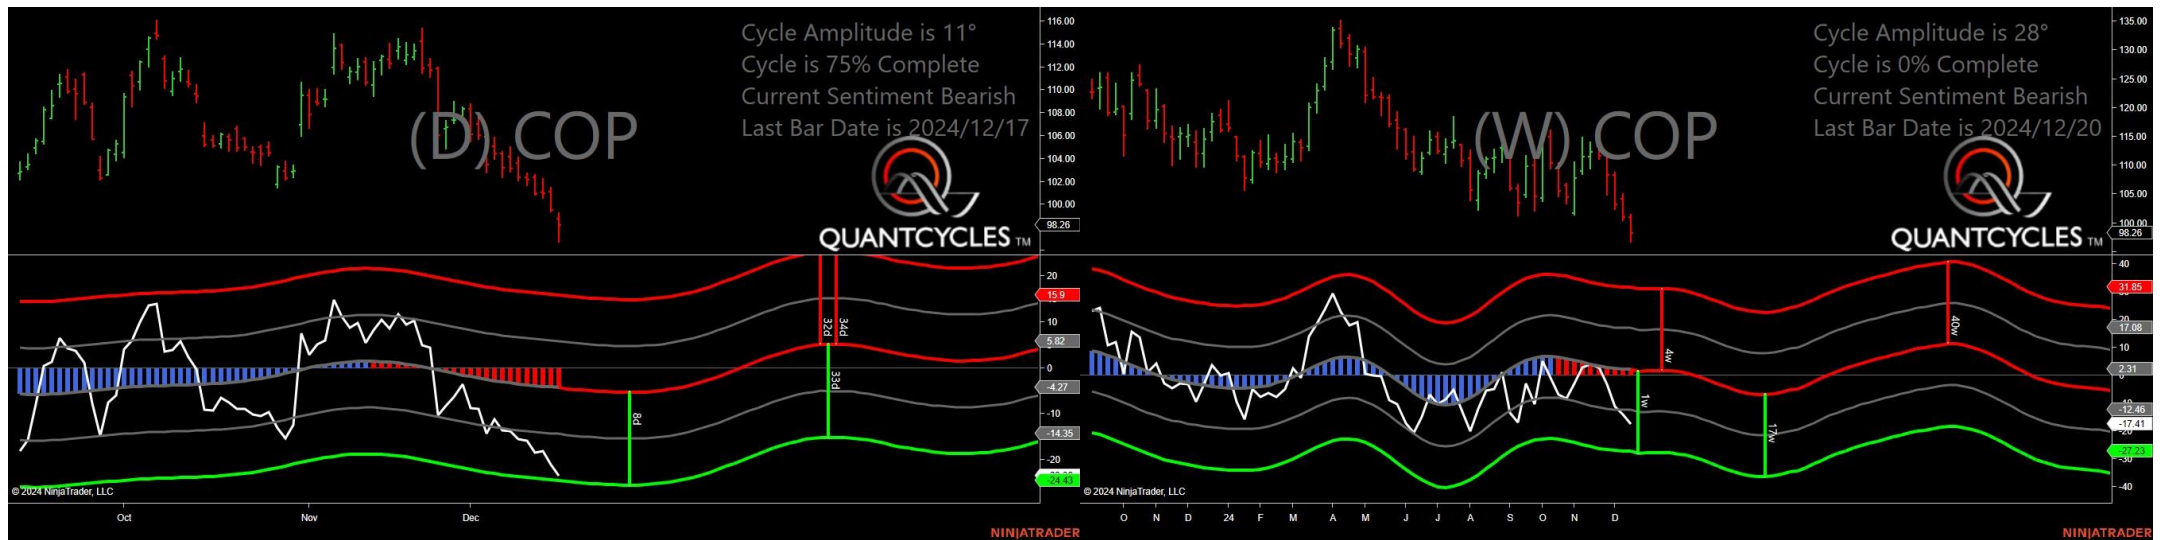 Cycle Amplitude is 11°
Cycle is 75% Complete
Current Sentiment Bearish
Last Bar Date is 2024/12/17
(D) COP
QUANTCYCLES TM
116.00
114.00
112.00
110.00
108.00
106.00
104.00
102.00
100.00
98.26
20
15.9
10
5.82
0
-4.27
-10
-14.35
-20
-24.43
8d
32d
34d
33d
© 2024 NinjaTrader, LLC
Oct Nov Dec
NINJATRADER
Cycle Amplitude is 28°
Cycle is 0% Complete
Current Sentiment Bearish
Last Bar Date is 2024/12/20
(W) COP
QUANTCYCLES TM
135.00
130.00
125.00
120.00
115.00
110.00
105.00
100.00
98.26
40
31.85
20
17.08
10
2.31
0
-12.46
-17.41
-20
-27.23
-30
-40
4w
1w
17w
40w
© 2024 NinjaTrader, LLC
O N D 24 F M A M J J A S O N D
NINJATRADER